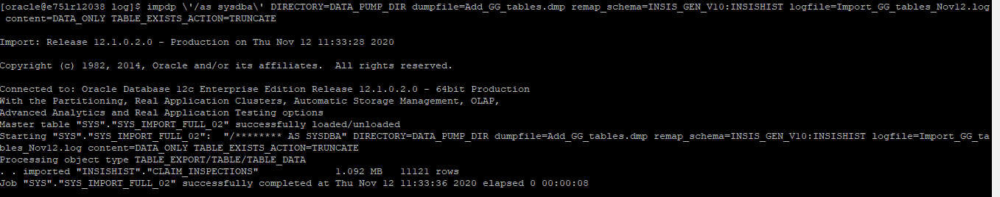 [oracle@e75lrl12038 log]$ impdp \'/as sysdba\' DIRECTORY=DATA_PUMP_DIR dumpfile=Add_GG_tables.dmp remap_schema=INSIS_GEN_V10:INSISHIST logfile=Import_GG_tables_Nov12.log
content=DATA_ONLY TABLE_EXISTS_ACTION=TRUNCATE
Import: Release 12.1.0.2.0 - Production on Thu Nov 12 11:33:28 2020
Copyright (c) 1982, 2014, Oracle and/or its affiliates.  All rights reserved.
Connected to: Oracle Database 12c Enterprise Edition Release 12.1.0.2.0 - 64bit Production
With the Partitioning, Real Application Clusters, Automatic Storage Management, OLAP,
Advanced Analytics and Real Application Testing options
Master table "SYS"."SYS_IMPORT_FULL_02" successfully loaded/unloaded
Starting "SYS"."SYS_IMPORT_FULL_02":  "/******** AS SYSDBA" DIRECTORY=DATA_PUMP_DIR dumpfile=Add_GG_tables.dmp remap_schema=INSIS_GEN_V10:INSISHIST logfile=Import_GG_ta
bles_Nov12.log content=DATA_ONLY TABLE_EXISTS_ACTION=TRUNCATE
Processing object type TABLE_EXPORT/TABLE/TABLE_DATA
. . imported "INSISHIST"."CLAIM_INSPECTIONS"             1.092 MB   11121 rows
Job "SYS"."SYS_IMPORT_FULL_02" successfully completed at Thu Nov 12 11:33:36 2020 elapsed 0 00:00:08